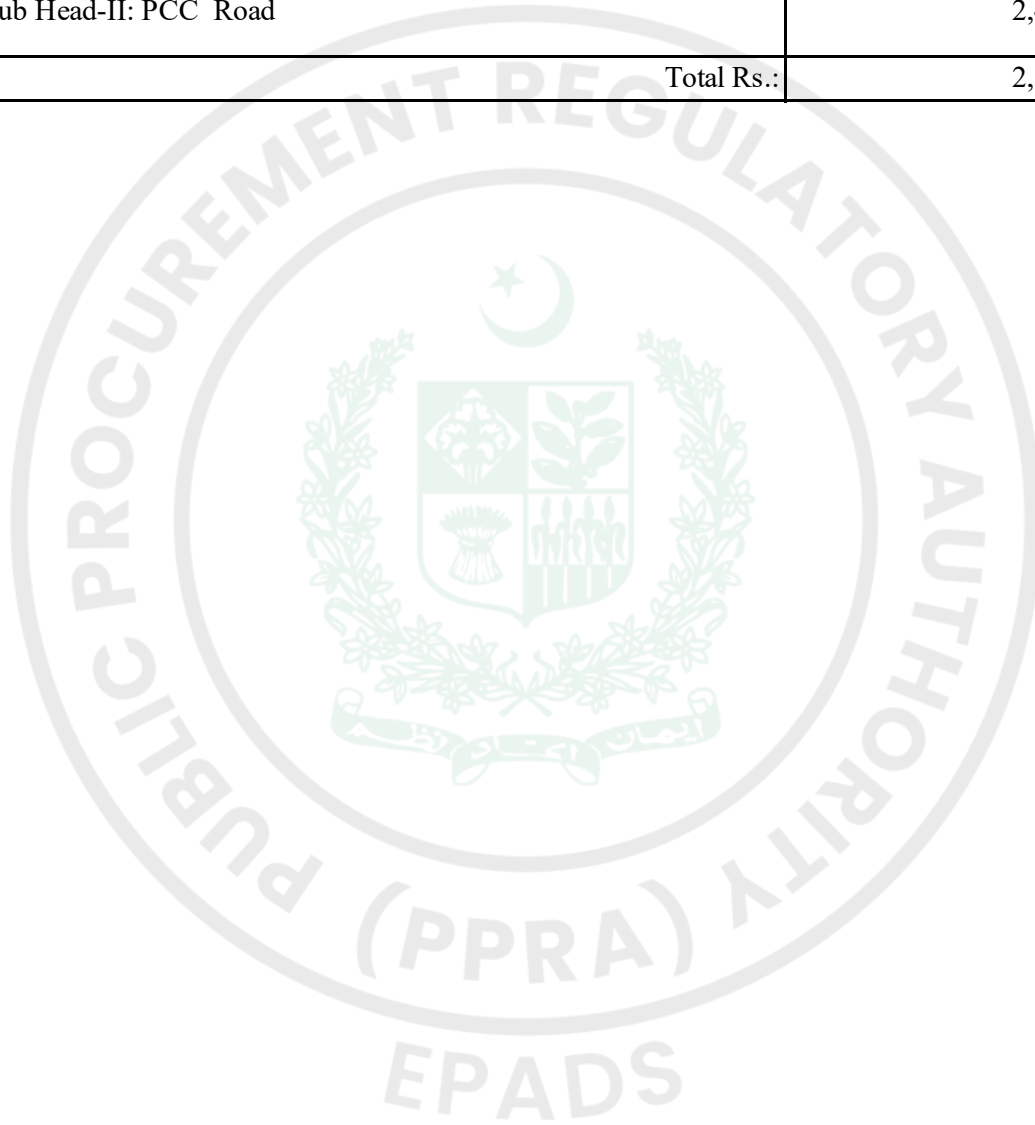 ub Head-II: PCC Road 2,
Total Rs.: 2,
PUBLIC PROCUREMENT REGULATORY AUTHORITY
(PPRA)
EPADS